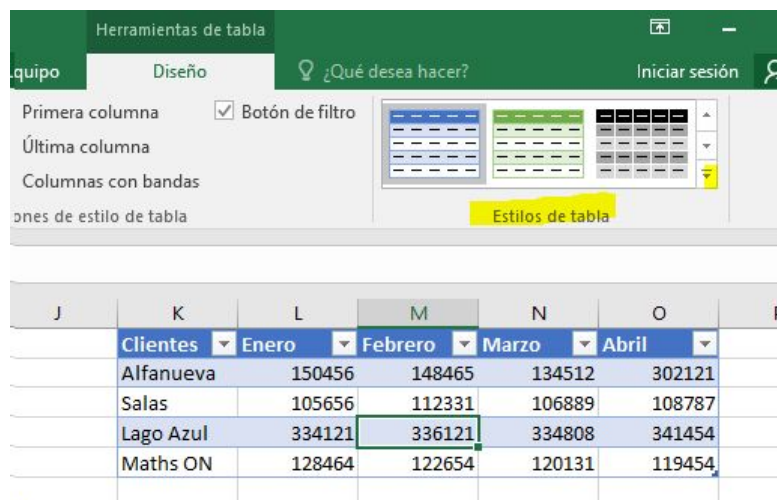 Herramientas de tabla
quipo Diseño ¿Qué desea hacer? Iniciar sesión
Primera columna Botón de filtro
Última columna
Columnas con bandas
ones de estilo de tabla Estilos de tabla
J K L M N O
Clientes Enero Febrero Marzo Abril
Alfanueva 150456 148465 134512 302121
Salas 105656 112331 106889 108787
Lago Azul 334121 336121 334808 341454
Maths ON 128464 122654 120131 119454